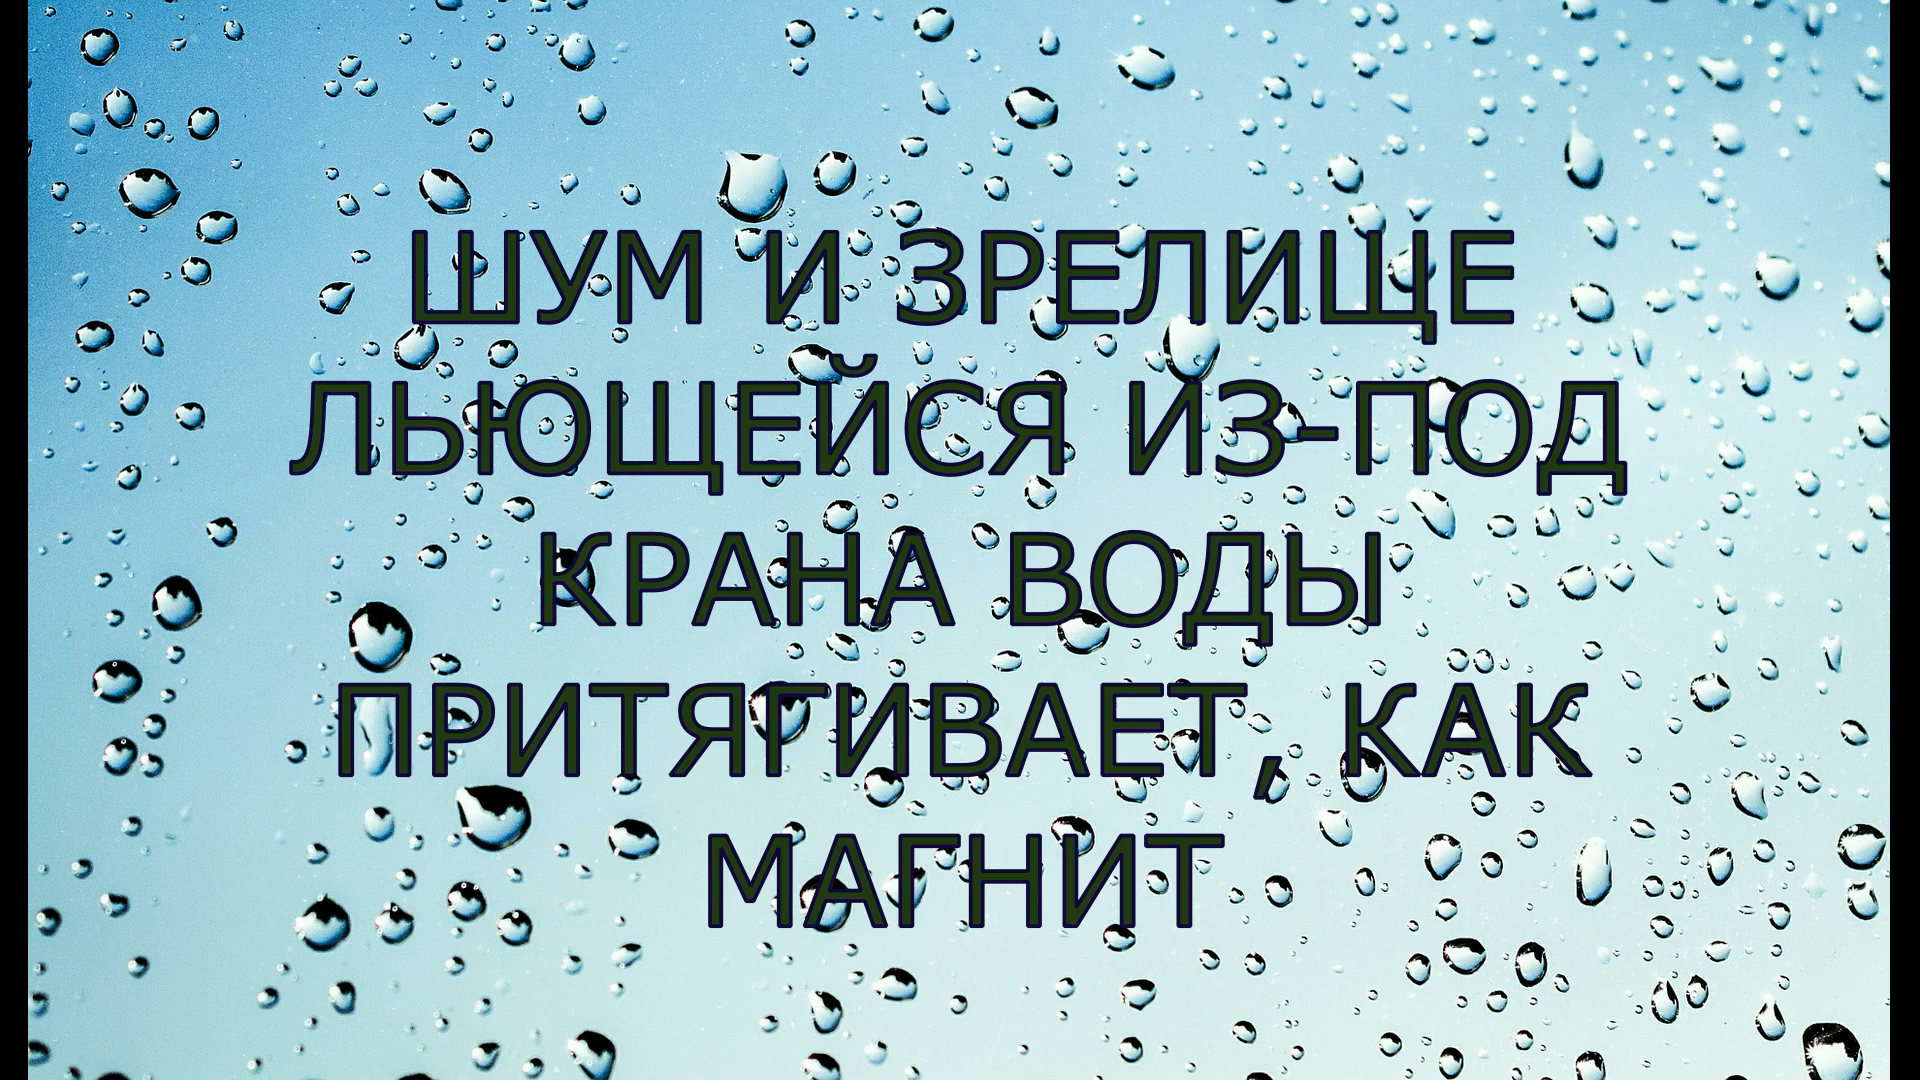 ШУМ И ЗРЕЛИЩЕ
ЛЬЮЩЕЙСЯ ИЗ-ПОД
КРАНА ВОДЫ
ПРИТЯГИВАЕТ, КАК
МАГНИТ